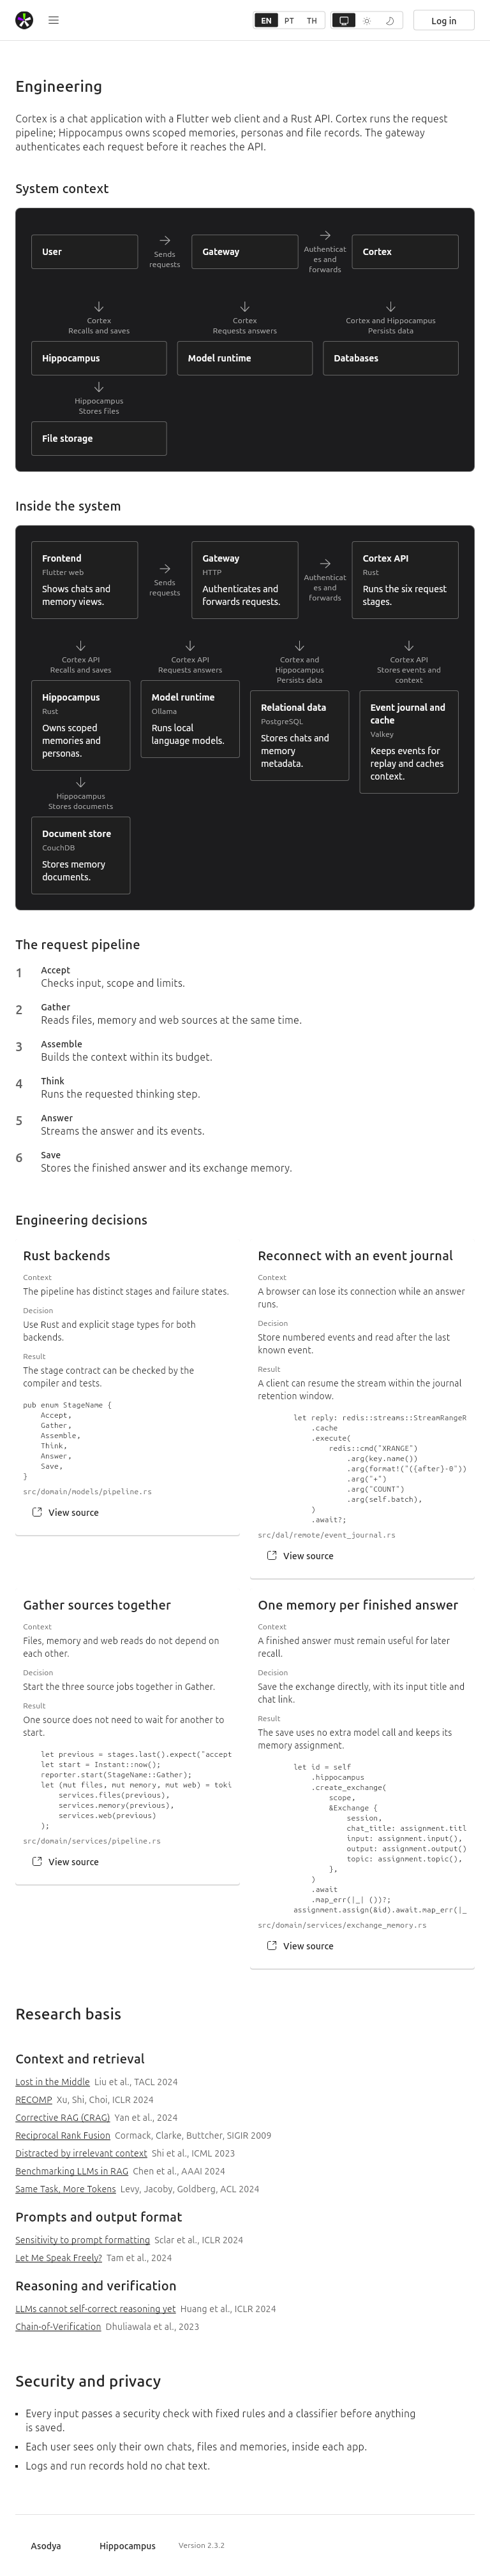 EN PT TH Log in
Engineering
Cortex is a chat application with a Flutter web client and a Rust API. Cortex runs the request
pipeline; Hippocampus owns scoped memories, personas and file records. The gateway
authenticates each request before it reaches the API.
System context
User
Sends
requests
Gateway
Authenticat
es and
forwards
Cortex
Cortex
Recalls and saves
Cortex
Requests answers
Cortex and Hippocampus
Persists data
Hippocampus
Model runtime
Databases
Hippocampus
Stores files
File storage
Inside the system
Frontend
Flutter web
Shows chats and
memory views.
Sends
requests
Gateway
HTTP
Authenticates and
forwards requests.
Authenticat
es and
forwards
Cortex API
Rust
Runs the six request
stages.
Cortex API
Recalls and saves
Hippocampus
Rust
Owns scoped
memories and
personas.
Cortex API
Requests answers
Model runtime
Ollama
Runs local
language models.
Cortex and
Hippocampus
Persists data
Relational data
PostgreSQL
Stores chats and
memory
metadata.
Cortex API
Stores events and
context
Event journal and
cache
Valkey
Keeps events for
replay and caches
context.
Hippocampus
Stores documents
Document store
CouchDB
Stores memory
documents.
The request pipeline
1 Accept
Checks input, scope and limits.
2 Gather
Reads files, memory and web sources at the same time.
3 Assemble
Builds the context within its budget.
4 Think
Runs the requested thinking step.
5 Answer
Streams the answer and its events.
6 Save
Stores the finished answer and its exchange memory.
Engineering decisions
Rust backends
Context
The pipeline has distinct stages and failure states.
Decision
Use Rust and explicit stage types for both
backends.
Result
The stage contract can be checked by the
compiler and tests.
pub enum StageName {
Accept,
Gather,
Assemble,
Think,
Answer,
Save,
}
src/domain/models/pipeline.rs
View source
Reconnect with an event journal
Context
A browser can lose its connection while an answer
runs.
Decision
Store numbered events and read after the last
known event.
Result
A client can resume the stream within the journal
retention window.
let reply: redis::streams::StreamRangeR
.cache
.execute(
redis::cmd("XRANGE")
.arg(key.name())
.arg(format!("({after}-0"))
.arg("+")
.arg("COUNT")
.arg(self.batch),
)
.await?;
src/dal/remote/event_journal.rs
View source
Gather sources together
Context
Files, memory and web reads do not depend on
each other.
Decision
Start the three source jobs together in Gather.
Result
One source does not need to wait for another to
start.
let previous = stages.last().expect("accept
let start = Instant::now();
reporter.start(StageName::Gather);
let (mut files, mut memory, mut web) = toki
services.files(previous),
services.memory(previous),
services.web(previous)
);
src/domain/services/pipeline.rs
View source
One memory per finished answer
Context
A finished answer must remain useful for later
recall.
Decision
Save the exchange directly, with its input title and
chat link.
Result
The save uses no extra model call and keeps its
memory assignment.
let id = self
.hippocampus
.create_exchange(
scope,
&Exchange {
session,
chat_title: assignment.titl
input: assignment.input(),
output: assignment.output()
topic: assignment.topic(),
},
)
.await
.map_err(|_| ())?;
assignment.assign(&id).await.map_err(|_
src/domain/services/exchange_memory.rs
View source
Research basis
Context and retrieval
Lost in the Middle Liu et al., TACL 2024
RECOMP Xu, Shi, Choi, ICLR 2024
Corrective RAG (CRAG) Yan et al., 2024
Reciprocal Rank Fusion Cormack, Clarke, Buttcher, SIGIR 2009
Distracted by irrelevant context Shi et al., ICML 2023
Benchmarking LLMs in RAG Chen et al., AAAI 2024
Same Task, More Tokens Levy, Jacoby, Goldberg, ACL 2024
Prompts and output format
Sensitivity to prompt formatting Sclar et al., ICLR 2024
Let Me Speak Freely? Tam et al., 2024
Reasoning and verification
LLMs cannot self-correct reasoning yet Huang et al., ICLR 2024
Chain-of-Verification Dhuliawala et al., 2023
Security and privacy
• Every input passes a security check with fixed rules and a classifier before anything
is saved.
• Each user sees only their own chats, files and memories, inside each app.
• Logs and run records hold no chat text.
Asodya Hippocampus Version 2.3.2